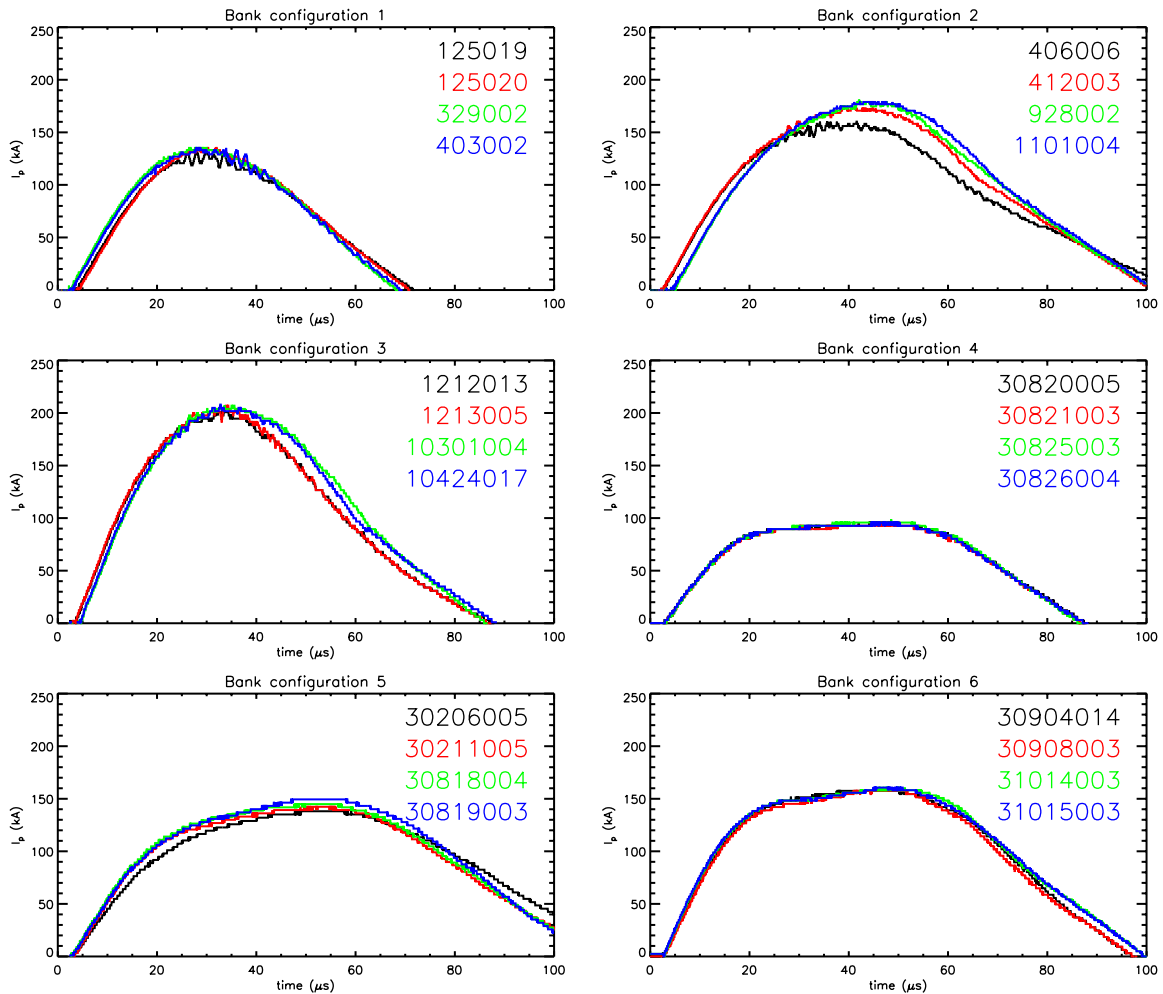 Bank configuration 1
250
200
150
100
50
0
I_p (kA)
125019
125020
329002
403002
0 20 40 60 80 100
time (μs)
Bank configuration 2
250
200
150
100
50
0
I_p (kA)
406006
412003
928002
1101004
0 20 40 60 80 100
time (μs)
Bank configuration 3
250
200
150
100
50
0
I_p (kA)
1212013
1213005
10301004
10424017
0 20 40 60 80 100
time (μs)
Bank configuration 4
250
200
150
100
50
0
I_p (kA)
30820005
30821003
30825003
30826004
0 20 40 60 80 100
time (μs)
Bank configuration 5
250
200
150
100
50
0
I_p (kA)
30206005
30211005
30818004
30819003
0 20 40 60 80 100
time (μs)
Bank configuration 6
250
200
150
100
50
0
I_p (kA)
30904014
30908003
31014003
31015003
0 20 40 60 80 100
time (μs)